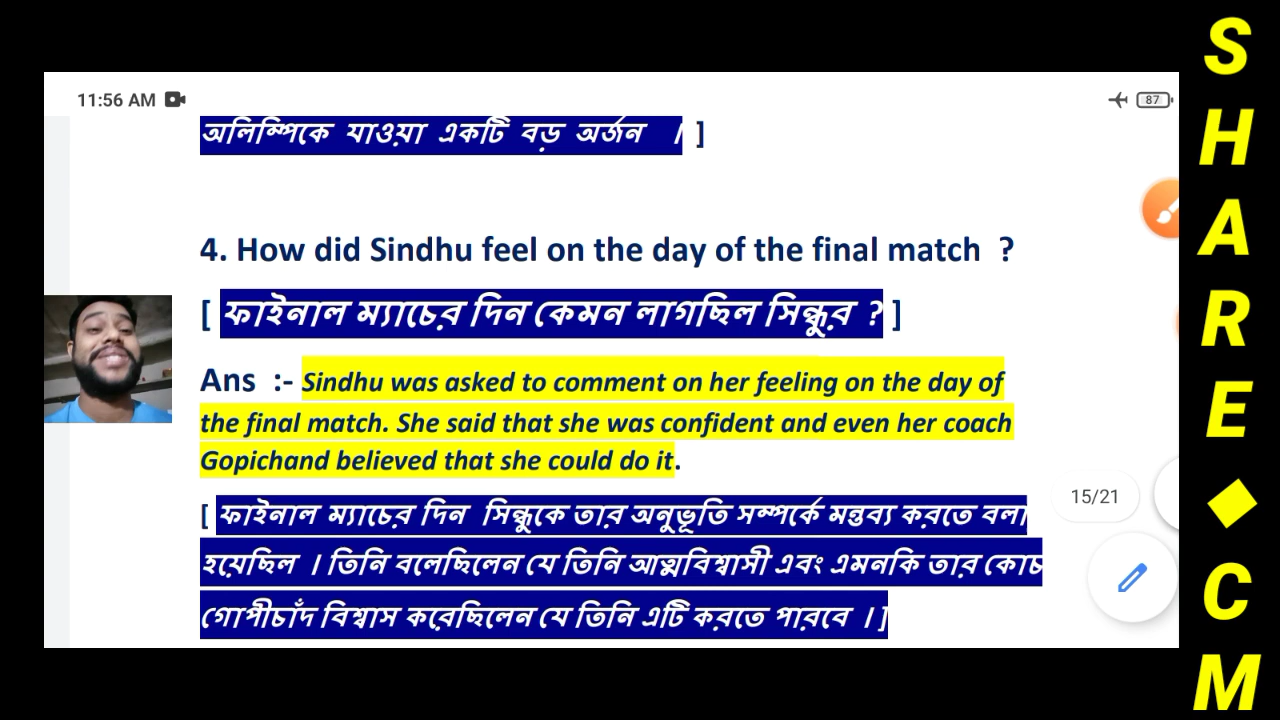 11:56 AM
87
অলিম্পিকে যাওয়া একটি বড় অর্জন । ]
4. How did Sindhu feel on the day of the final match ?
[ ফাইনাল ম্যাচের দিন কেমন লাগছিল সিন্ধুর ? ]
Ans :- Sindhu was asked to comment on her feeling on the day of
the final match. She said that she was confident and even her coach
Gopichand believed that she could do it.
[ ফাইনাল ম্যাচের দিন সিন্ধুকে তার অনুভূতি সম্পর্কে মন্তব্য করতে বলা
হয়েছিল । তিনি বলেছিলেন যে তিনি আত্মবিশ্বাসী এবং এমনকি তার কোচ
গোপীচাঁদ বিশ্বাস করেছিলেন যে তিনি এটি করতে পারবে । ]
15/21
SHARE◆CM